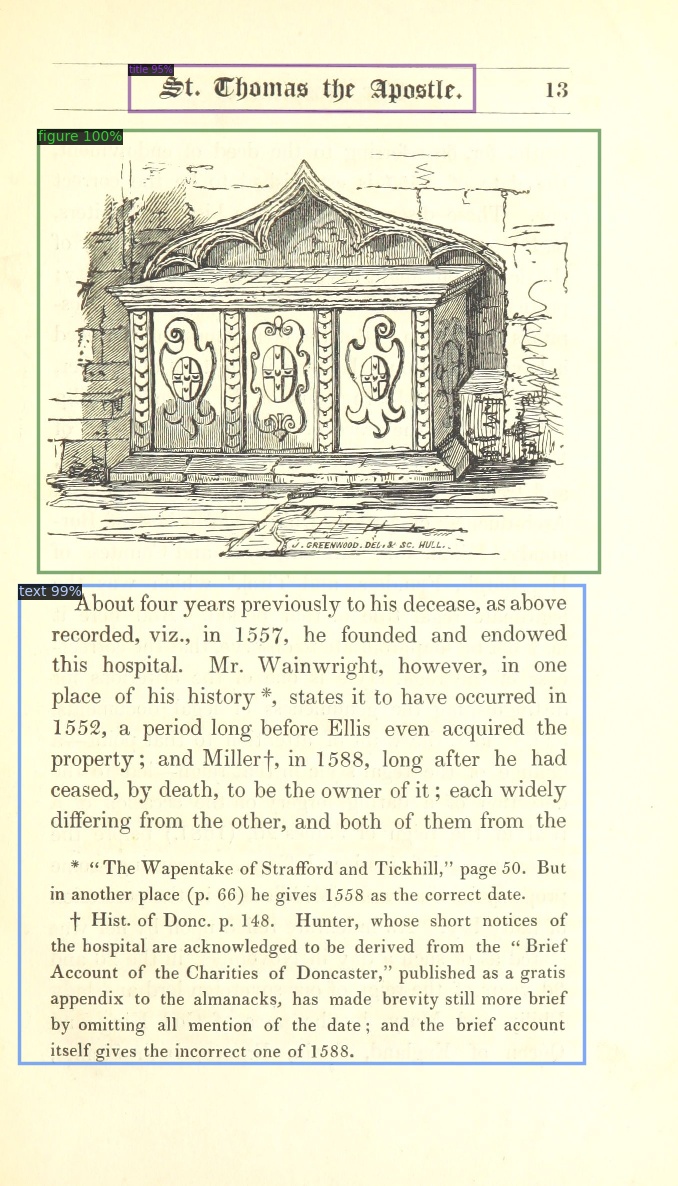 title 95%
St. Thomas the Apostle. 13
figure 100%
J. GREENWOOD. DEL. & SC. HULL.
text 99%
About four years previously to his decease, as above
recorded, viz., in 1557, he founded and endowed
this hospital. Mr. Wainwright, however, in one
place of his history *, states it to have occurred in
1552, a period long before Ellis even acquired the
property; and Miller†, in 1588, long after he had
ceased, by death, to be the owner of it; each widely
differing from the other, and both of them from the
* “The Wapentake of Strafford and Tickhill,” page 50. But
in another place (p. 66) he gives 1558 as the correct date.
† Hist. of Donc. p. 148. Hunter, whose short notices of
the hospital are acknowledged to be derived from the “Brief
Account of the Charities of Doncaster,” published as a gratis
appendix to the almanacks, has made brevity still more brief
by omitting all mention of the date; and the brief account
itself gives the incorrect one of 1588.